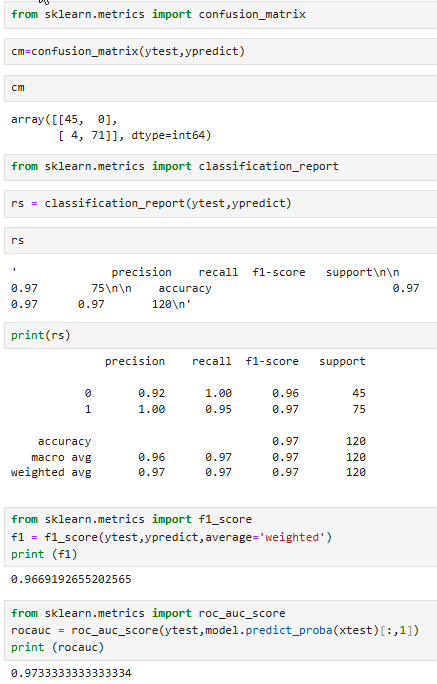 from sklearn.metrics import confusion_matrix
cm=confusion_matrix(ytest,ypredict)
cm
array([[45,  0],
       [ 4, 71]], dtype=int64)
from sklearn.metrics import classification_report
rs = classification_report(ytest,ypredict)
rs
'              precision    recall  f1-score   support\n\n
0.97        75\n\n    accuracy                           0.97
0.97      0.97       120\n'
print(rs)
              precision    recall  f1-score   support
           0       0.92      1.00      0.96        45
           1       1.00      0.95      0.97        75
    accuracy                           0.97       120
   macro avg       0.96      0.97      0.97       120
weighted avg       0.97      0.97      0.97       120
from sklearn.metrics import f1_score
f1 = f1_score(ytest,ypredict,average='weighted')
print (f1)
0.9669192655202565
from sklearn.metrics import roc_auc_score
rocauc = roc_auc_score(ytest,model.predict_proba(xtest)[:,1])
print (rocauc)
0.9733333333333334